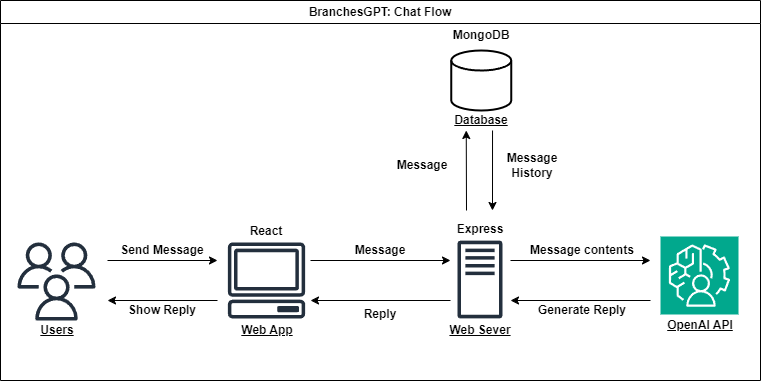 BranchesGPT: Chat Flow
MongoDB
Database
Message
Message
History
React
Express
Send Message
Message
Message contents
Show Reply
Reply
Generate Reply
Users
Web App
Web Sever
OpenAI API